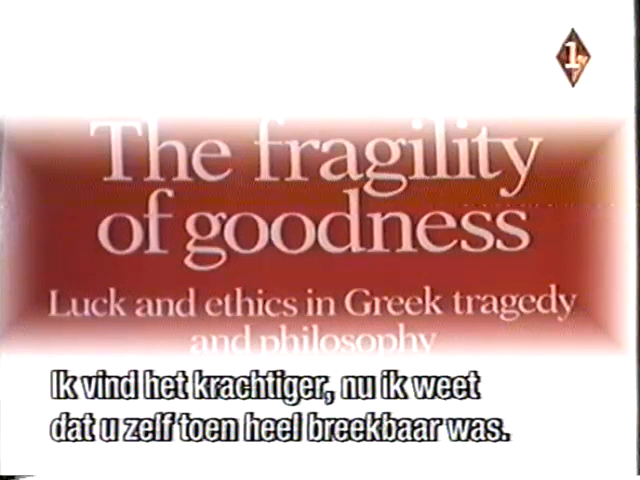 1
The fragility
of goodness
Luck and ethics in Greek tragedy
and philosophy
Ik vind het krachtiger, nu ik weet
dat u zelf toen heel breekbaar was.